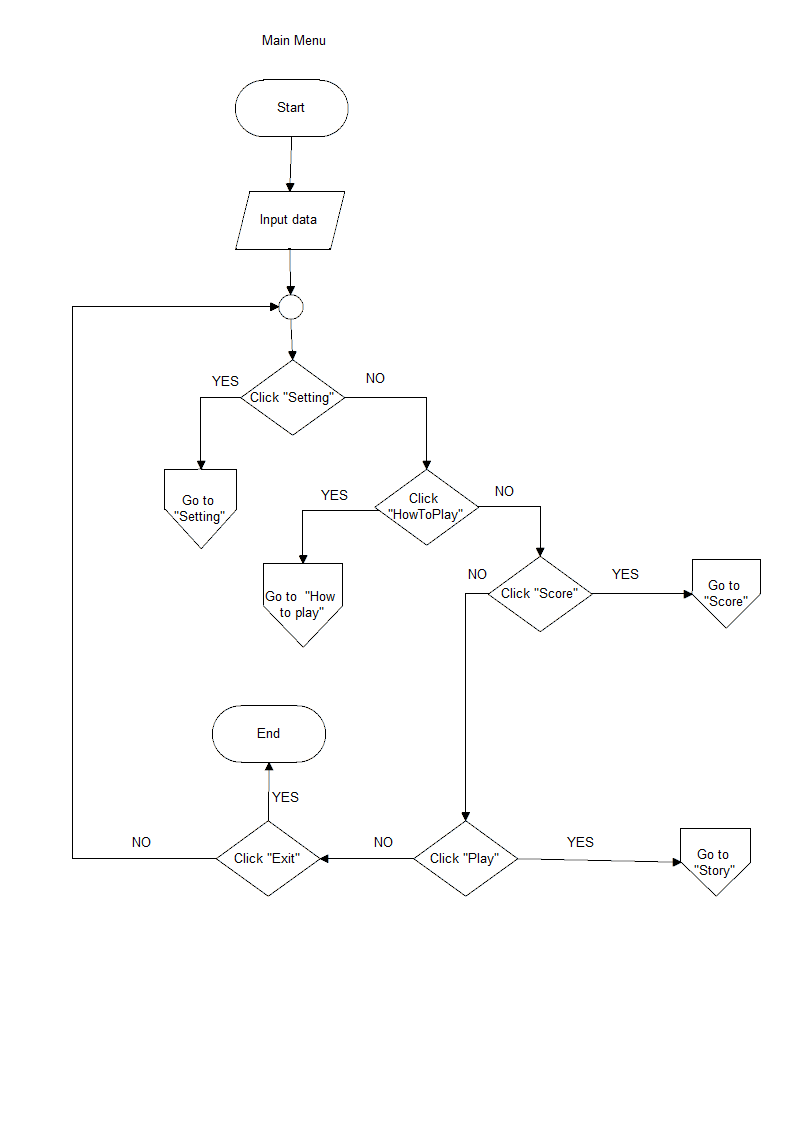 Main Menu
Start
Input data
YES
NO
Click "Setting"
Go to
"Setting"
YES
Click
"HowToPlay"
NO
Go to  "How
to play"
NO
Click "Score"
YES
Go to
"Score"
End
YES
NO
Click "Exit"
NO
Click "Play"
YES
Go to
"Story"